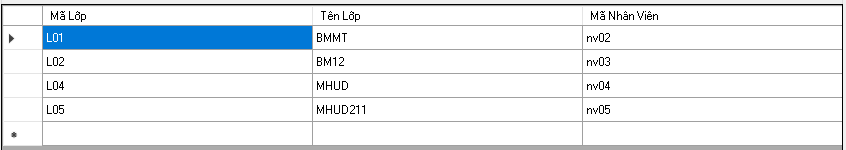 Mã Lớp Tên Lớp Mã Nhân Viên
L01 BMMT nv02
L02 BM12 nv03
L04 MHUD nv04
L05 MHUD211 nv05